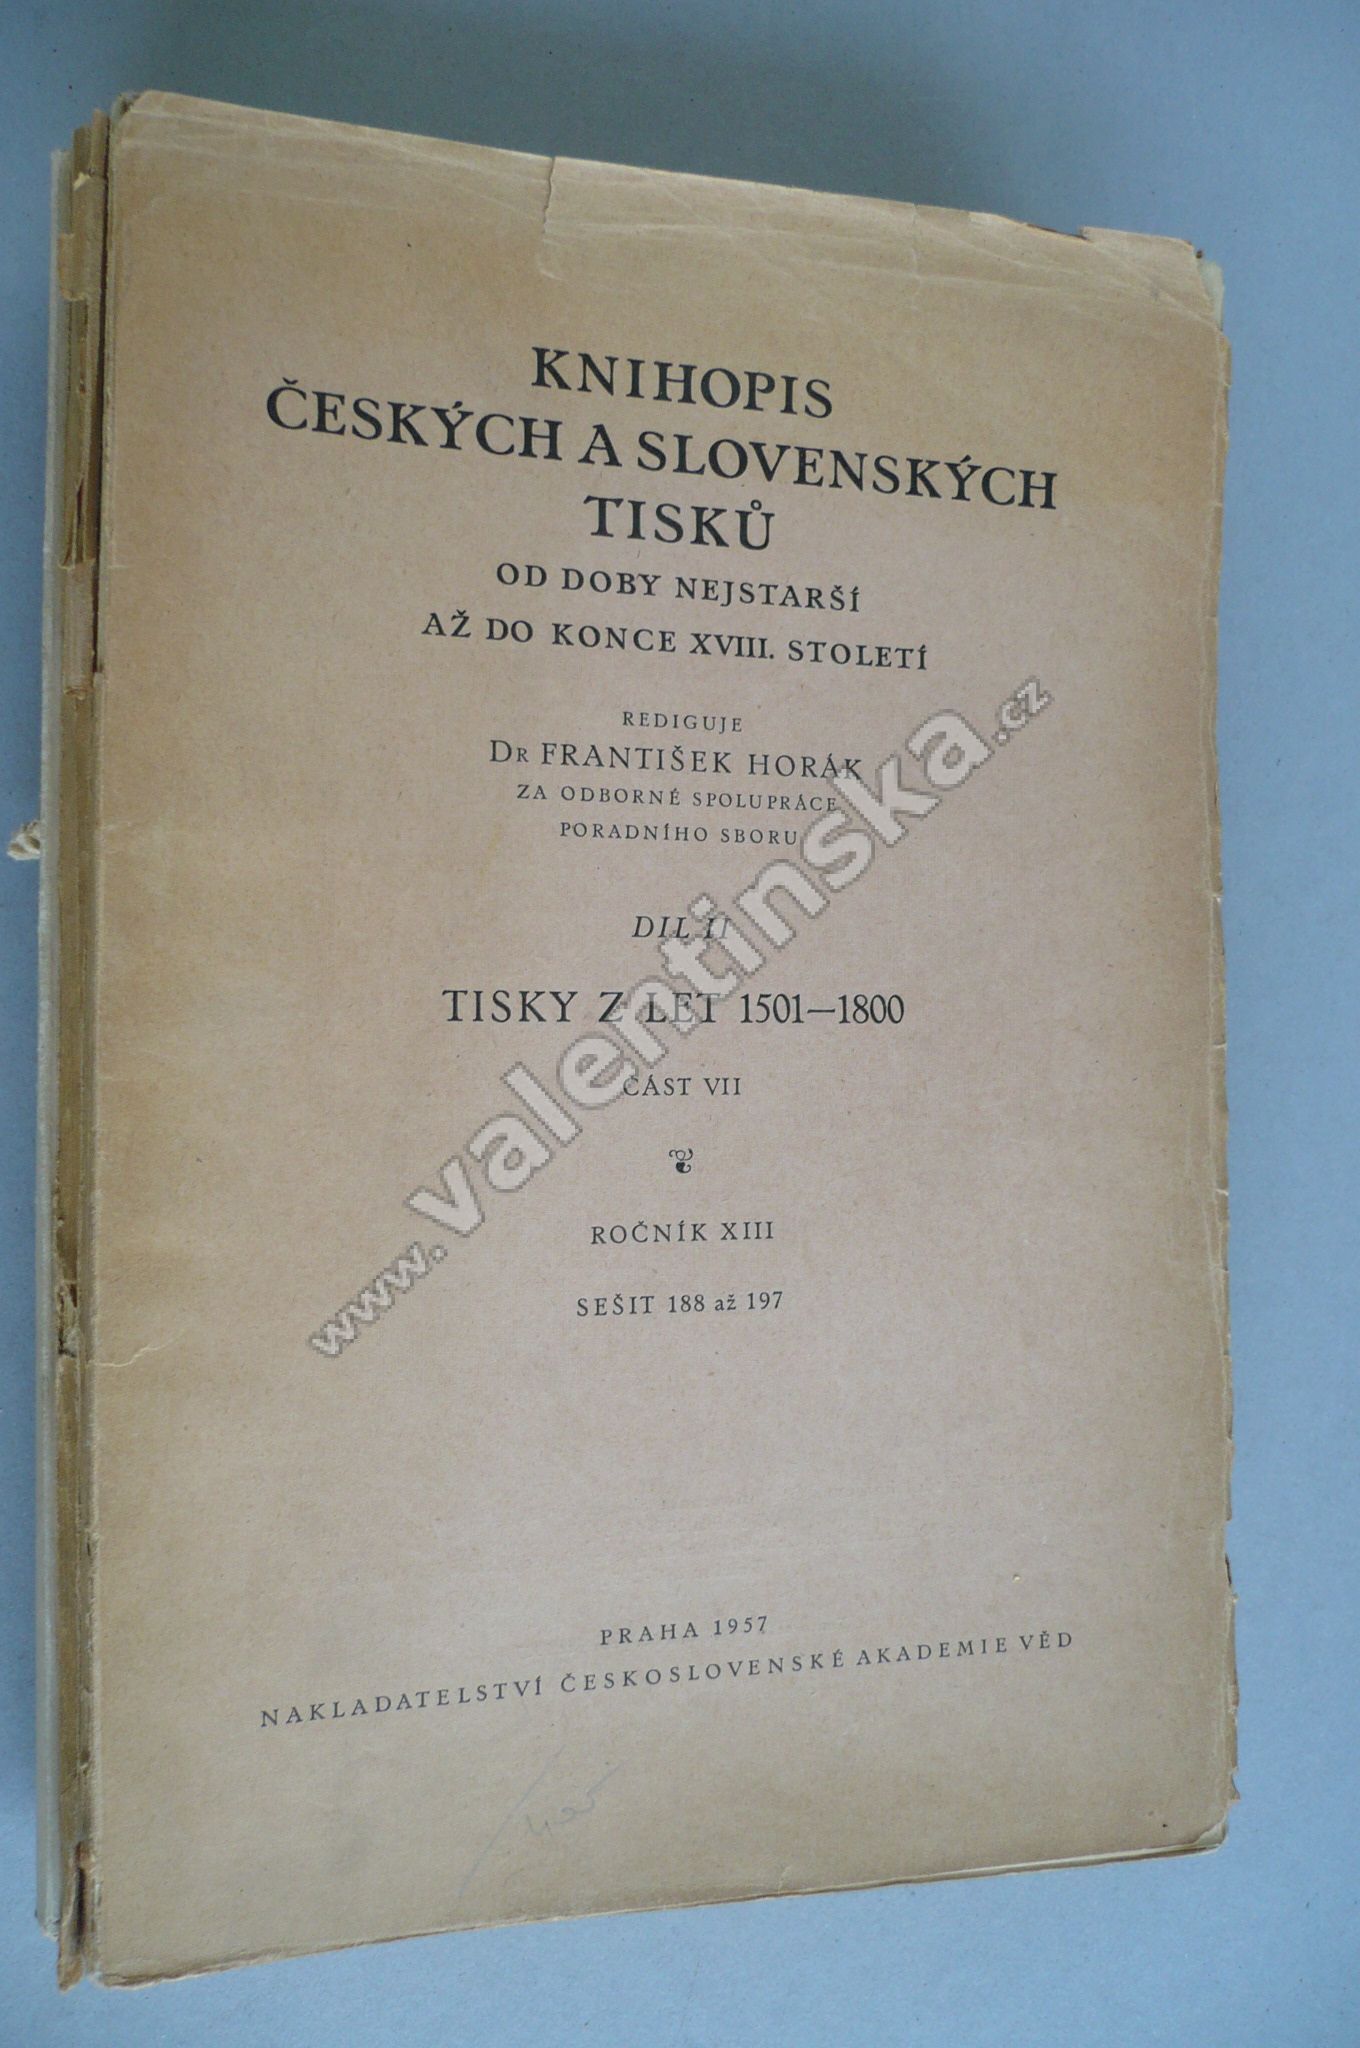 KNIHOPIS
ČESKÝCH A SLOVENSKÝCH
TISKŮ
OD DOBY NEJSTARŠÍ
AŽ DO KONCE XVIII. STOLETÍ
REDIGUJE
DR FRANTIŠEK HORÁK
ZA ODBORNÉ SPOLUPRÁCE
PORADNÍHO SBORU
DÍL II
TISKY Z LET 1501—1800
ČÁST VII
ROČNÍK XIII
SEŠIT 188 až 197
PRAHA 1957
NAKLADATELSTVÍ ČESKOSLOVENSKÉ AKADEMIE VĚD
www.valentinska.cz